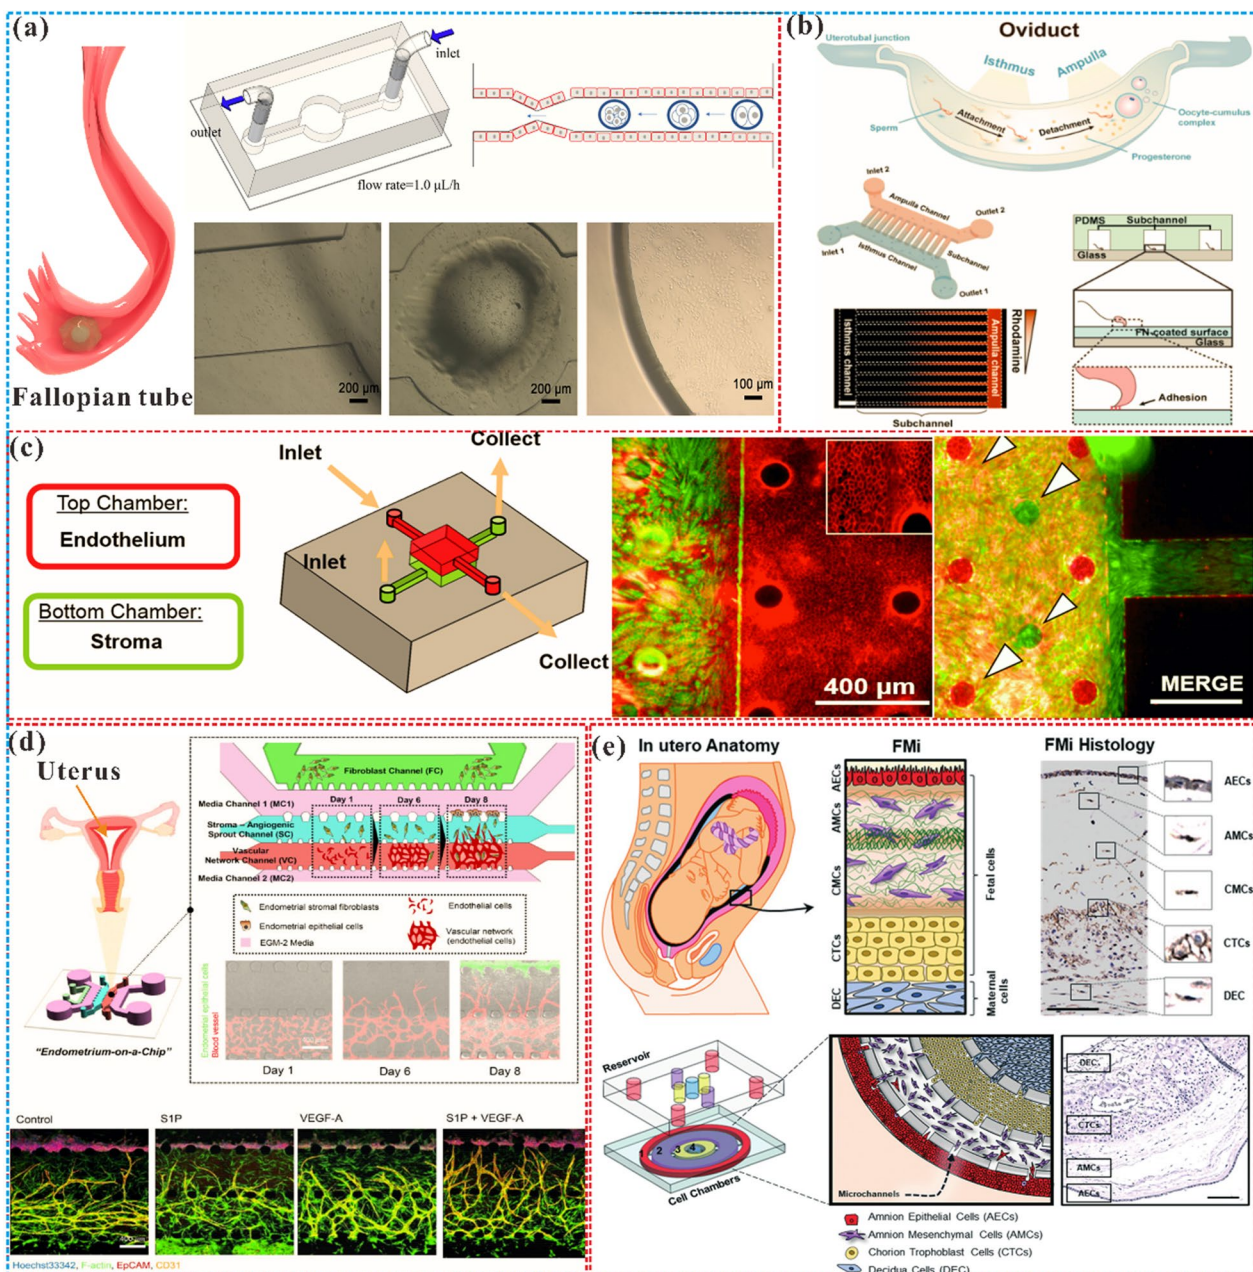 (a)
inlet
outlet
flow rate=1.0 μL/h
Fallopian tube
200 μm
200 μm
100 μm
(b)
Oviduct
Uterotubal junction
Isthmus
Ampulla
Oocyte-cumulus
complex
Sperm
Attachment
Detachment
Progesterone
Inlet 2
Ampulla Channel
Outlet 2
Inlet 1
Isthmus Channel
Subchannel
Outlet 1
PDMS
Subchannel
Glass
FN-coated surface
Glass
Adhesion
Isthmus channel
Ampulla channel
Rhodamine
Subchannel
(c)
Top Chamber:
Endothelium
Bottom Chamber:
Stroma
Inlet
Collect
Inlet
Collect
400 μm
MERGE
(d)
Uterus
"Endometrium-on-a-Chip"
Fibroblast Channel (FC)
Media Channel 1 (MC1)
Day 1
Day 6
Day 8
Stroma – Angiogenic
Sprout Channel (SC)
Vascular
Network Channel (VC)
Media Channel 2 (MC2)
Endometrial stromal fibroblasts
Endothelial cells
Endometrial epithelial cells
Vascular network
(endothelial cells)
EGM-2 Media
Endometrial epithelial cells
Blood vessel
Day 1
Day 6
Day 8
Control
S1P
VEGF-A
S1P + VEGF-A
400 μm
Hoechst33342, F-actin, EpCAM, CD31
(e)
In utero Anatomy
FMi
FMi Histology
AECs
AMCs
CMCs
CTCs
DEC
Fetal cells
Maternal
cells
AECs
AMCs
CMCs
CTCs
DEC
Reservoir
1
2
3
4
Cell Chambers
Microchannels
DEC
CTCs
AMCs
AECs
Amnion Epithelial Cells (AECs)
Amnion Mesenchymal Cells (AMCs)
Chorion Trophoblast Cells (CTCs)
Decidua Cells (DEC)